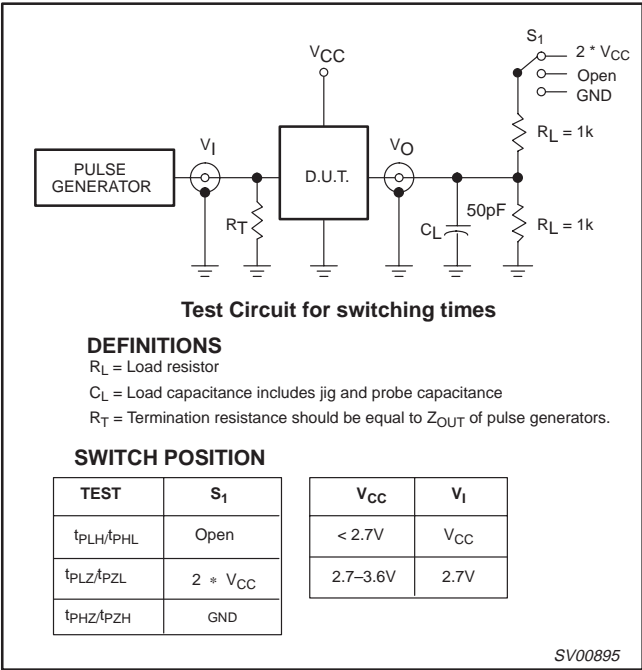 S1
2 * VCC
Open
GND
VCC
RL = 1k
VI
VO
PULSE
GENERATOR
D.U.T.
RT
50pF
CL
RL = 1k
Test Circuit for switching times
DEFINITIONS
RL = Load resistor
CL = Load capacitance includes jig and probe capacitance
RT = Termination resistance should be equal to ZOUT of pulse generators.
SWITCH POSITION
TEST S1
tPLH/tPHL Open
tPLZ/tPZL 2 * VCC
tPHZ/tPZH GND
VCC VI
< 2.7V VCC
2.7–3.6V 2.7V
SV00895